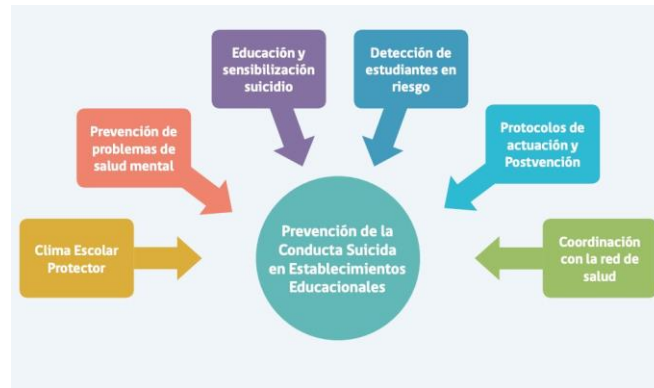 Educación y
sensibilización
suicidio
Detección de
estudiantes en
riesgo
Prevención de
problemas de
salud mental
Protocolos de
actuación y
Postvención
Clima Escolar
Protector
Prevención de la
Conducta Suicida
en Establecimientos
Educacionales
Coordinación
con la red de
salud